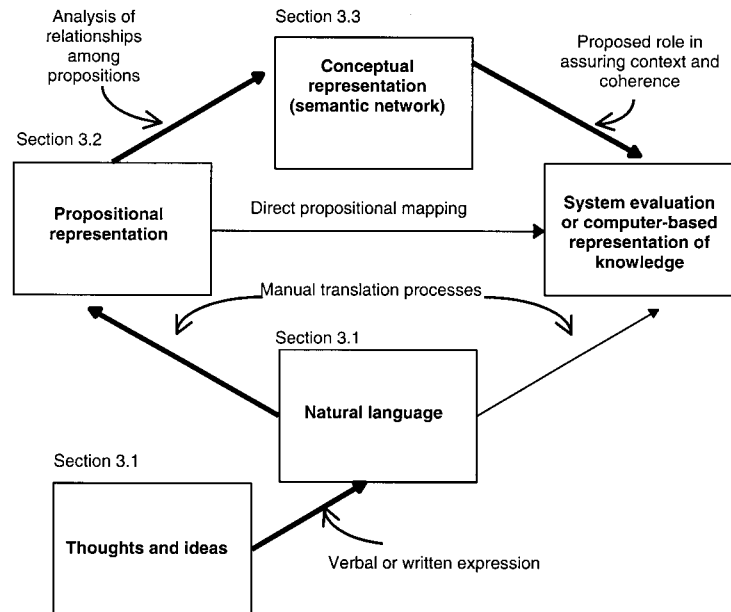 Analysis of
relationships
among
propositions
Section 3.3
Conceptual
representation
(semantic network)
Proposed role in
assuring context and
coherence
Section 3.2
Propositional
representation
Direct propositional mapping
System evaluation
or computer-based
representation of
knowledge
Manual translation processes
Section 3.1
Natural language
Section 3.1
Thoughts and ideas
Verbal or written expression